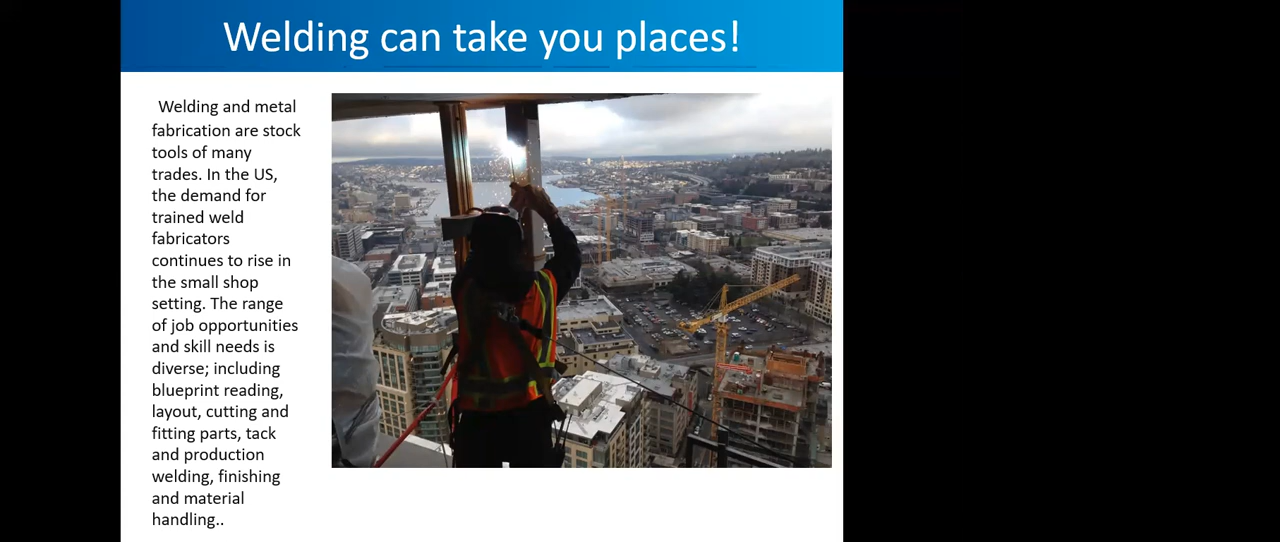 Welding can take you places!
Welding and metal
fabrication are stock
tools of many
trades. In the US,
the demand for
trained weld
fabricators
continues to rise in
the small shop
setting. The range
of job opportunities
and skill needs is
diverse; including
blueprint reading,
layout, cutting and
fitting parts, tack
and production
welding, finishing
and material
handling..